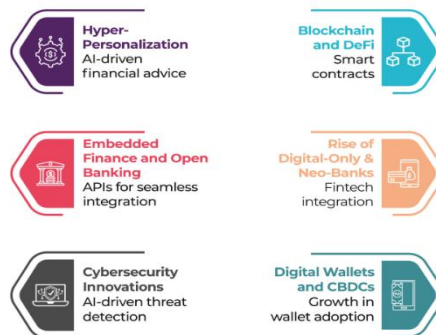 Hyper-
Personalization
AI-driven
financial advice
Blockchain
and DeFi
Smart
contracts
Embedded
Finance and Open
Banking
APIs for seamless
integration
Rise of
Digital-Only &
Neo-Banks
Fintech
integration
Cybersecurity
Innovations
AI-driven threat
detection
Digital Wallets
and CBDCs
Growth in
wallet adoption